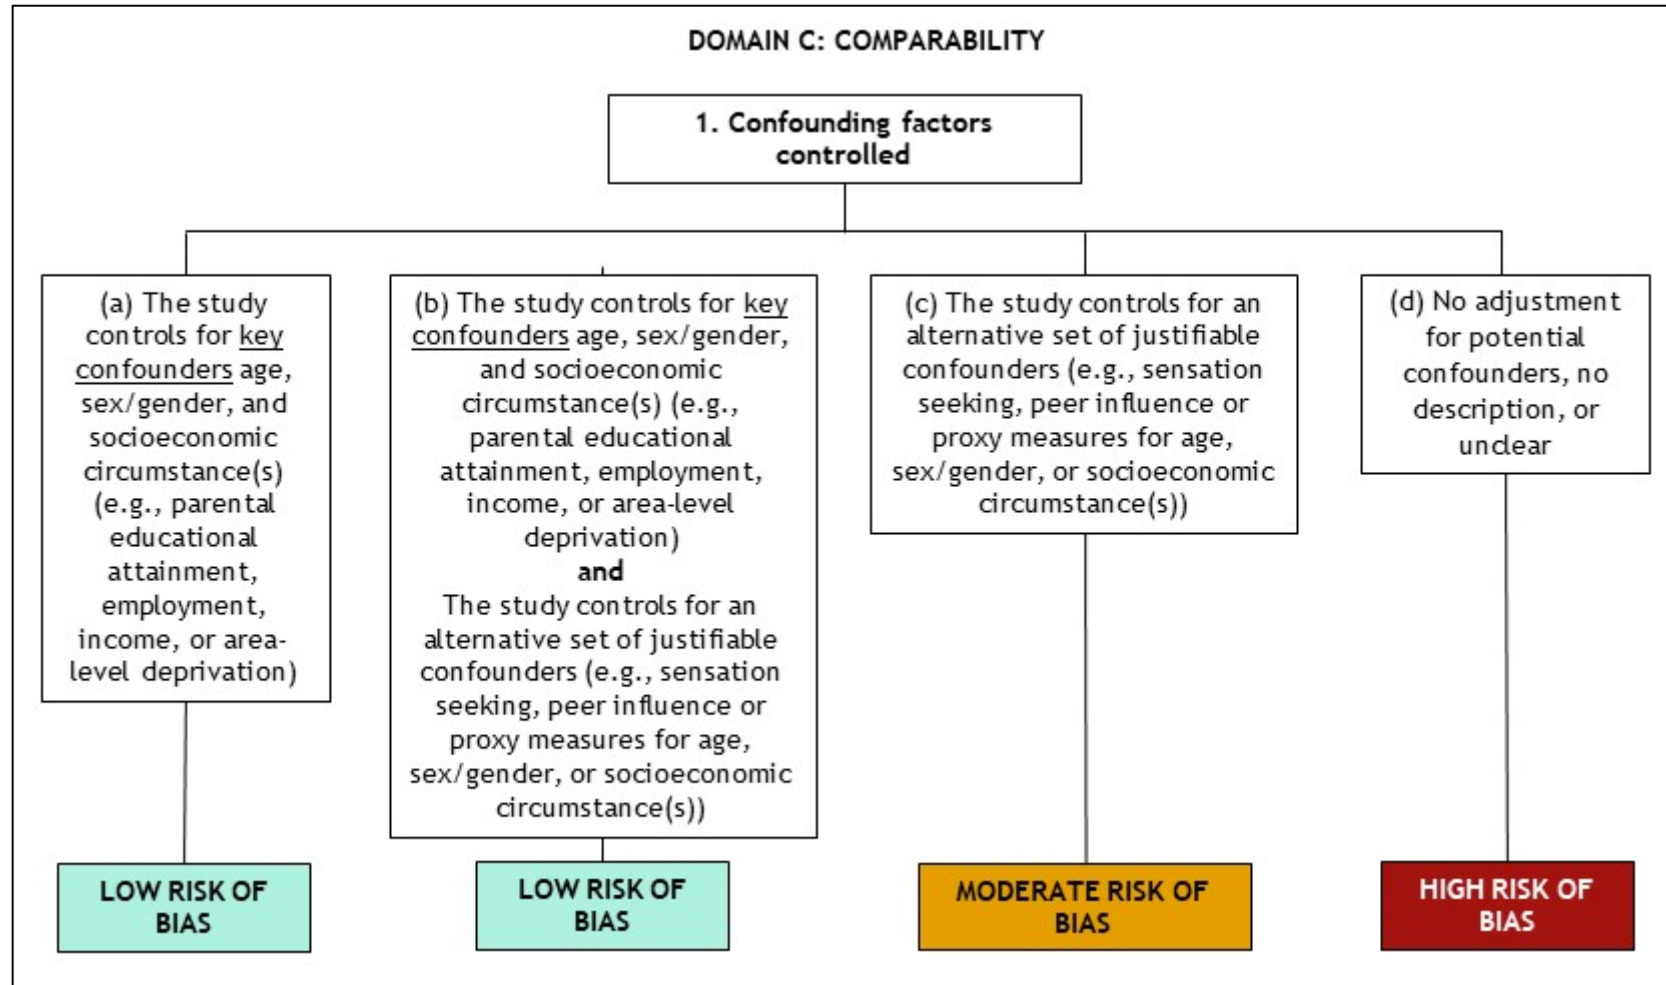 DOMAIN C: COMPARABILITY
1. Confounding factors
controlled
(a) The study
controls for key
confounders age,
sex/gender, and
socioeconomic
circumstance(s)
(e.g., parental
educational
attainment,
employment,
income, or area-
level deprivation)
(b) The study controls for key
confounders age, sex/gender,
and socioeconomic
circumstance(s) (e.g.,
parental educational
attainment, employment,
income, or area-level
deprivation)
and
The study controls for an
alternative set of justifiable
confounders (e.g., sensation
seeking, peer influence or
proxy measures for age,
sex/gender, or socioeconomic
circumstance(s))
(c) The study controls for an
alternative set of justifiable
confounders (e.g., sensation
seeking, peer influence or
proxy measures for age,
sex/gender, or socioeconomic
circumstance(s))
(d) No adjustment
for potential
confounders, no
description, or
unclear
LOW RISK OF
BIAS
LOW RISK OF
BIAS
MODERATE RISK OF
BIAS
HIGH RISK OF
BIAS